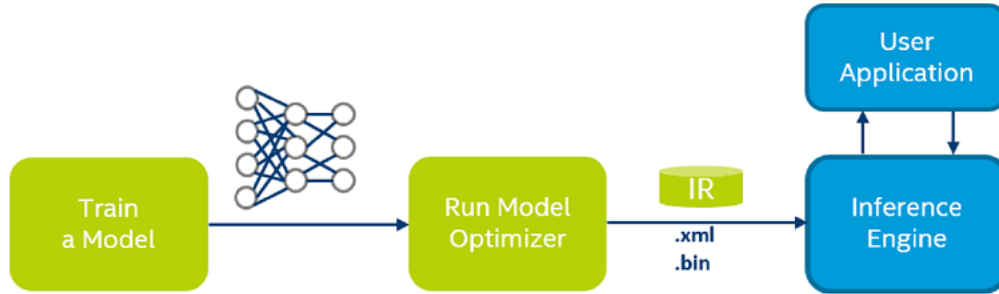 User
Application
Train
a Model
Run Model
Optimizer
IR
.xml
.bin
Inference
Engine